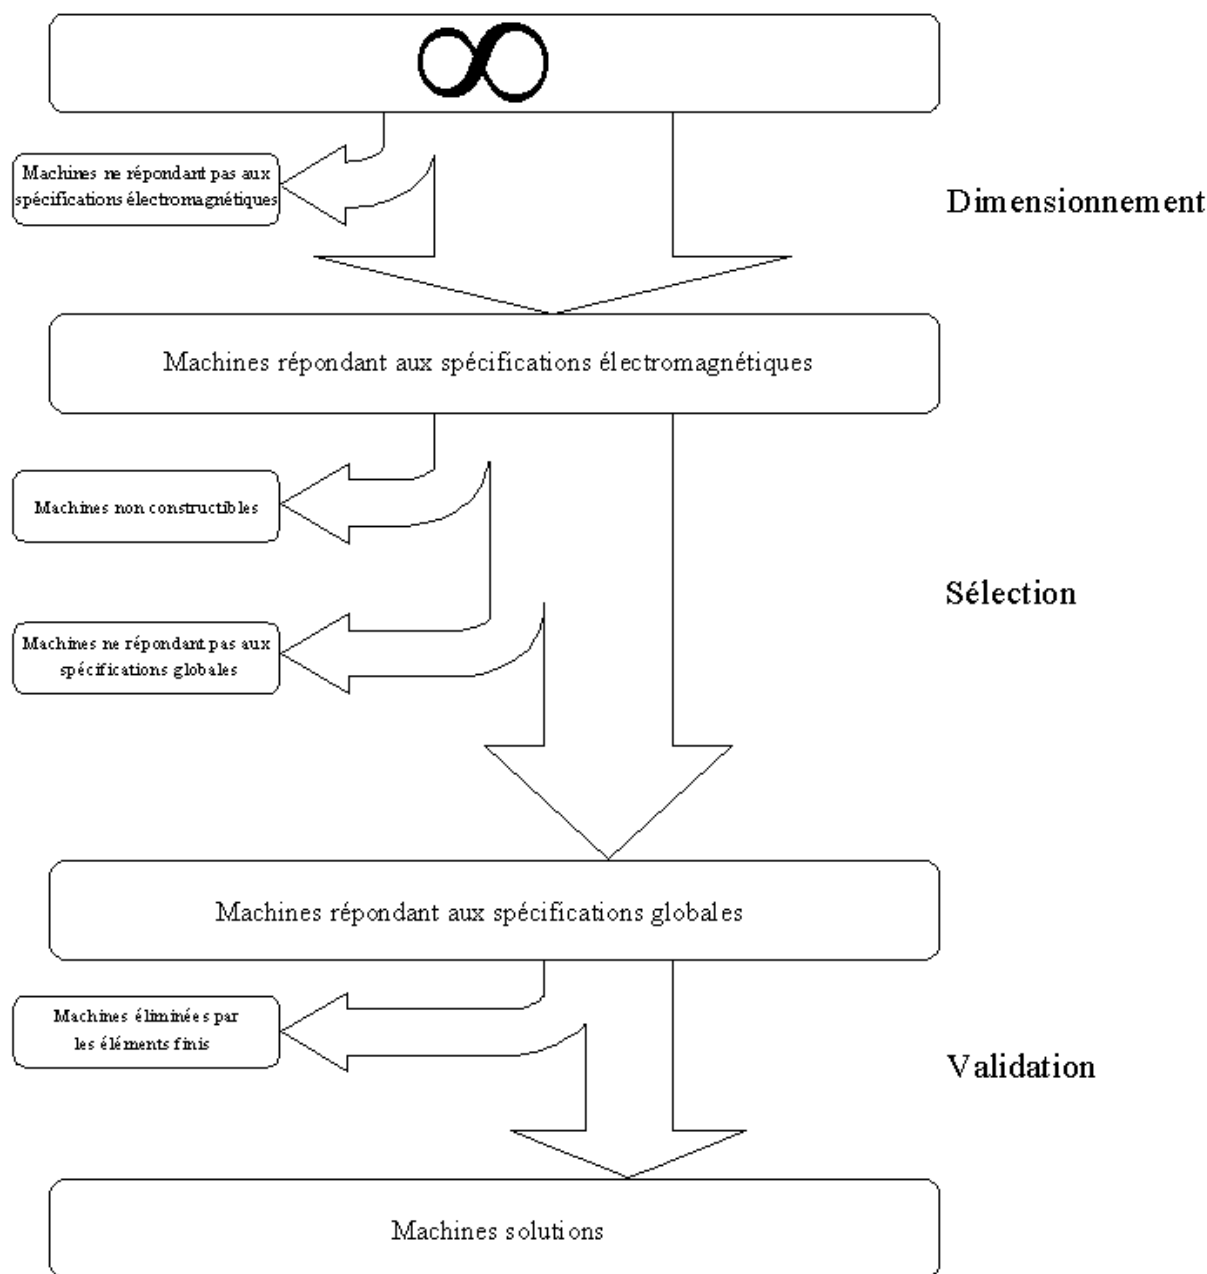 ∞
Machines ne répondant pas aux
spécifications électromagnétiques
Dimensionnement
Machines répondant aux spécifications électromagnétiques
Machines non constructibles
Sélection
Machines ne répondant pas aux
spécifications globales
Machines répondant aux spécifications globales
Machines éliminées par
les éléments finis
Validation
Machines solutions